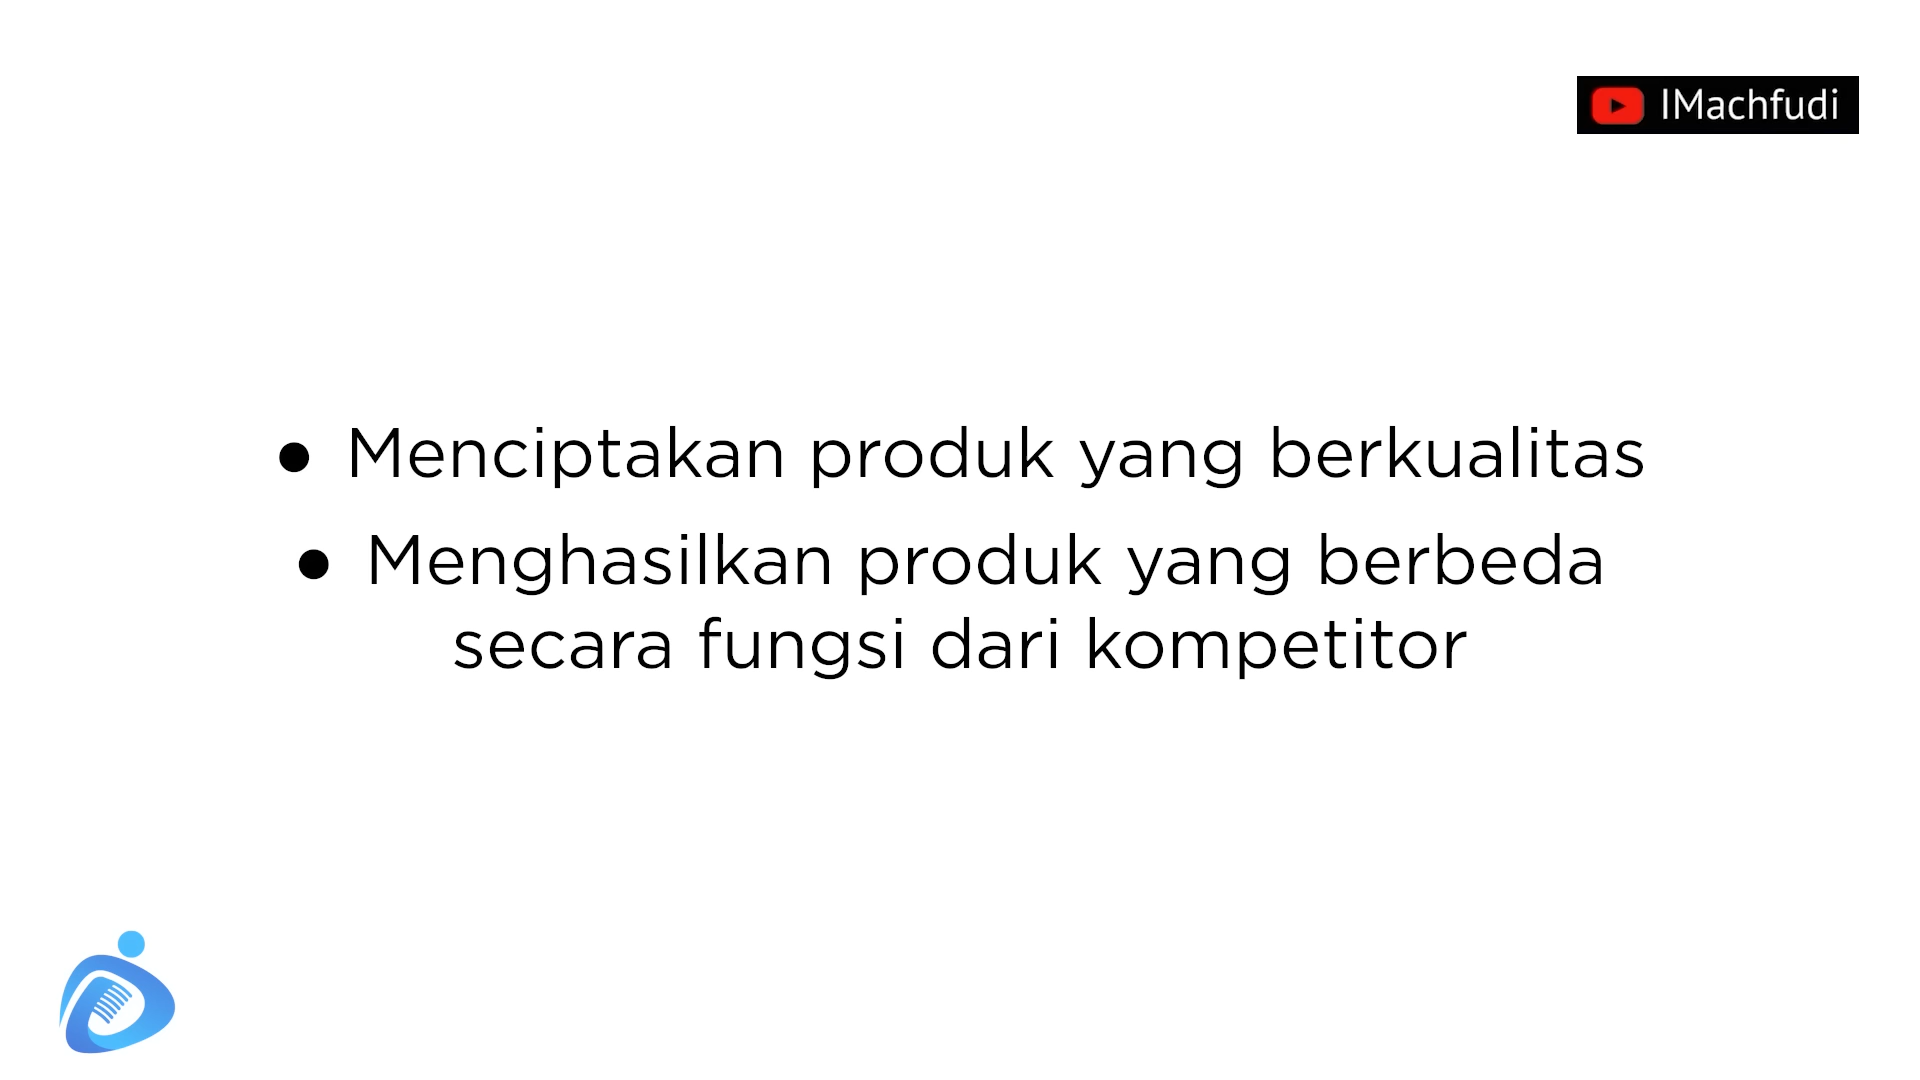 IMachfudi
● Menciptakan produk yang berkualitas
● Menghasilkan produk yang berbeda
secara fungsi dari kompetitor